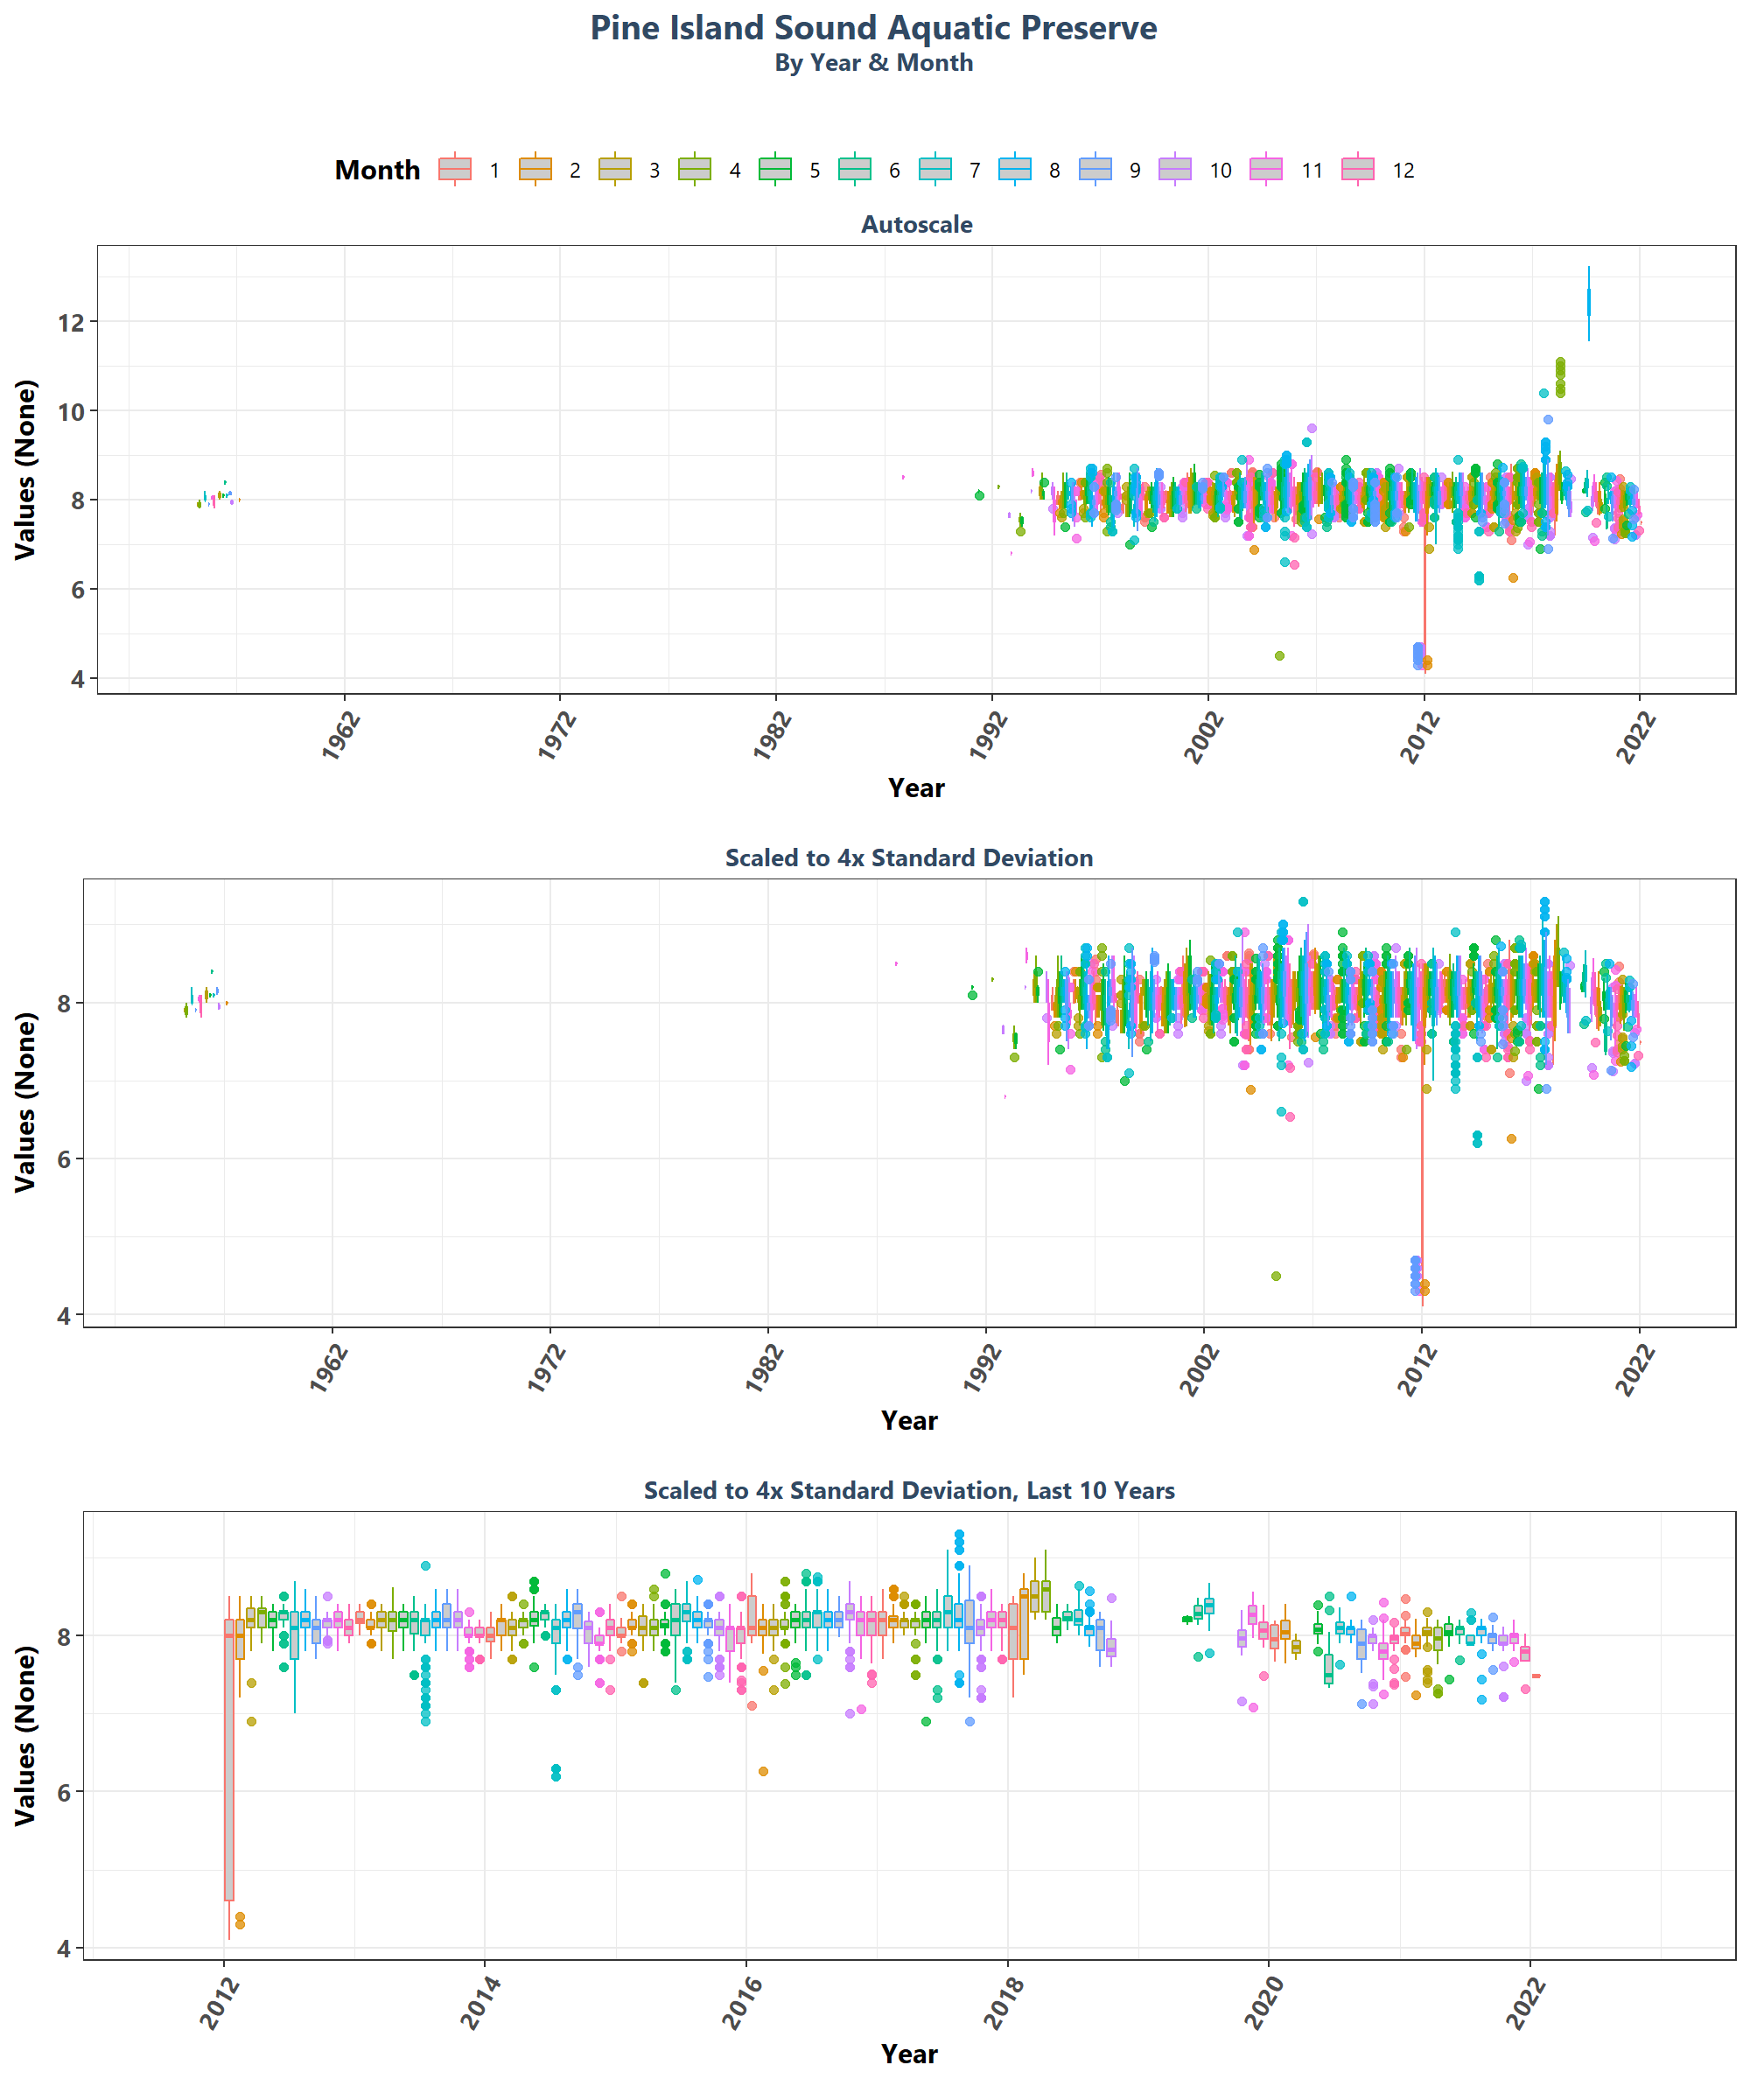 Pine Island Sound Aquatic Preserve
By Year & Month
Month 1 2 3 4 5 6 7 8 9 10 11 12
Autoscale
Values (None)
12
10
8
6
4
1962 1972 1982 1992 2002 2012 2022
Year
Scaled to 4x Standard Deviation
Values (None)
8
6
4
1962 1972 1982 1992 2002 2012 2022
Year
Scaled to 4x Standard Deviation, Last 10 Years
Values (None)
8
6
4
2012 2014 2016 2018 2020 2022
Year